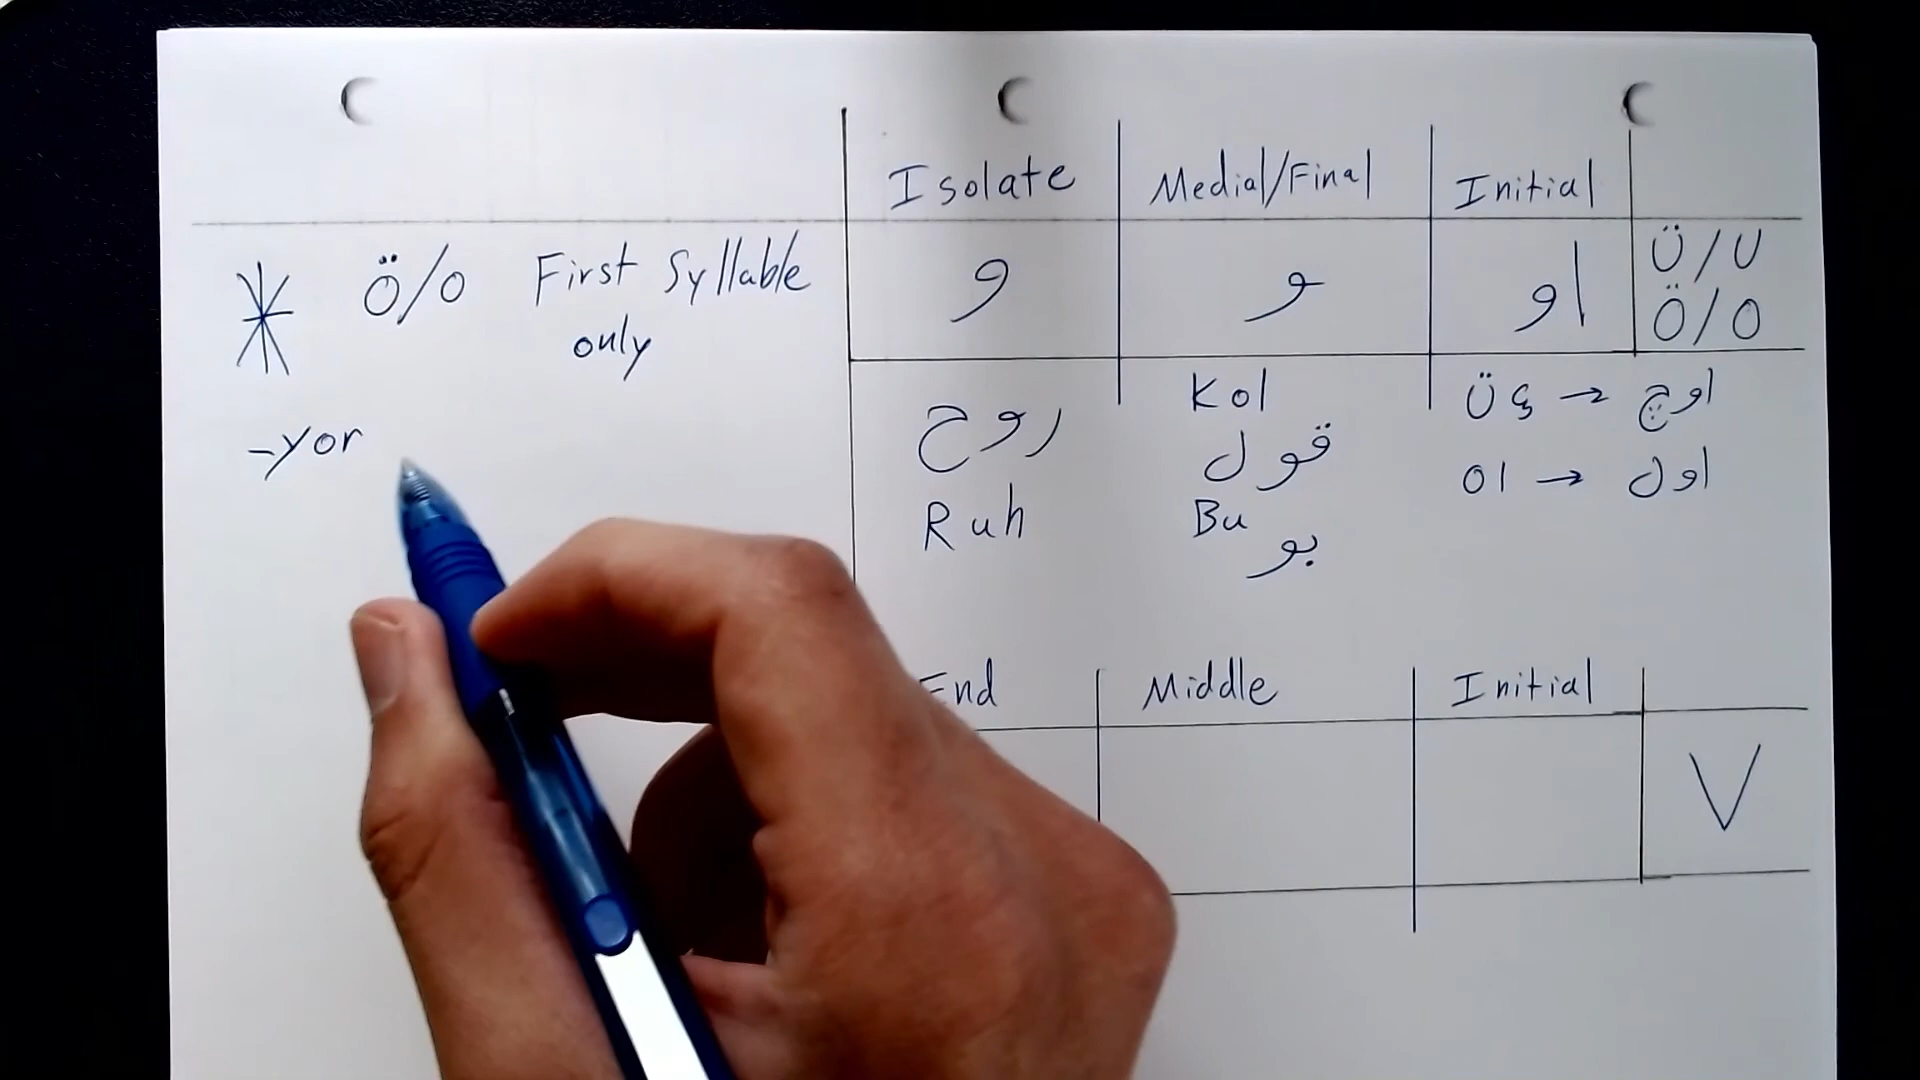 Isolate Medial/Final Initial
* Ö/O First Syllable only
و و او Ü/U Ö/O
-yor
روح
Ruh
Kol
قول
Bu
بو
Üç → اوچ
Ol → اول
End Middle Initial
V